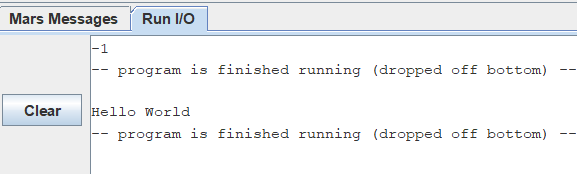 Mars Messages
Run I/O
-1
-- program is finished running (dropped off bottom) --
Clear
Hello World
-- program is finished running (dropped off bottom) --